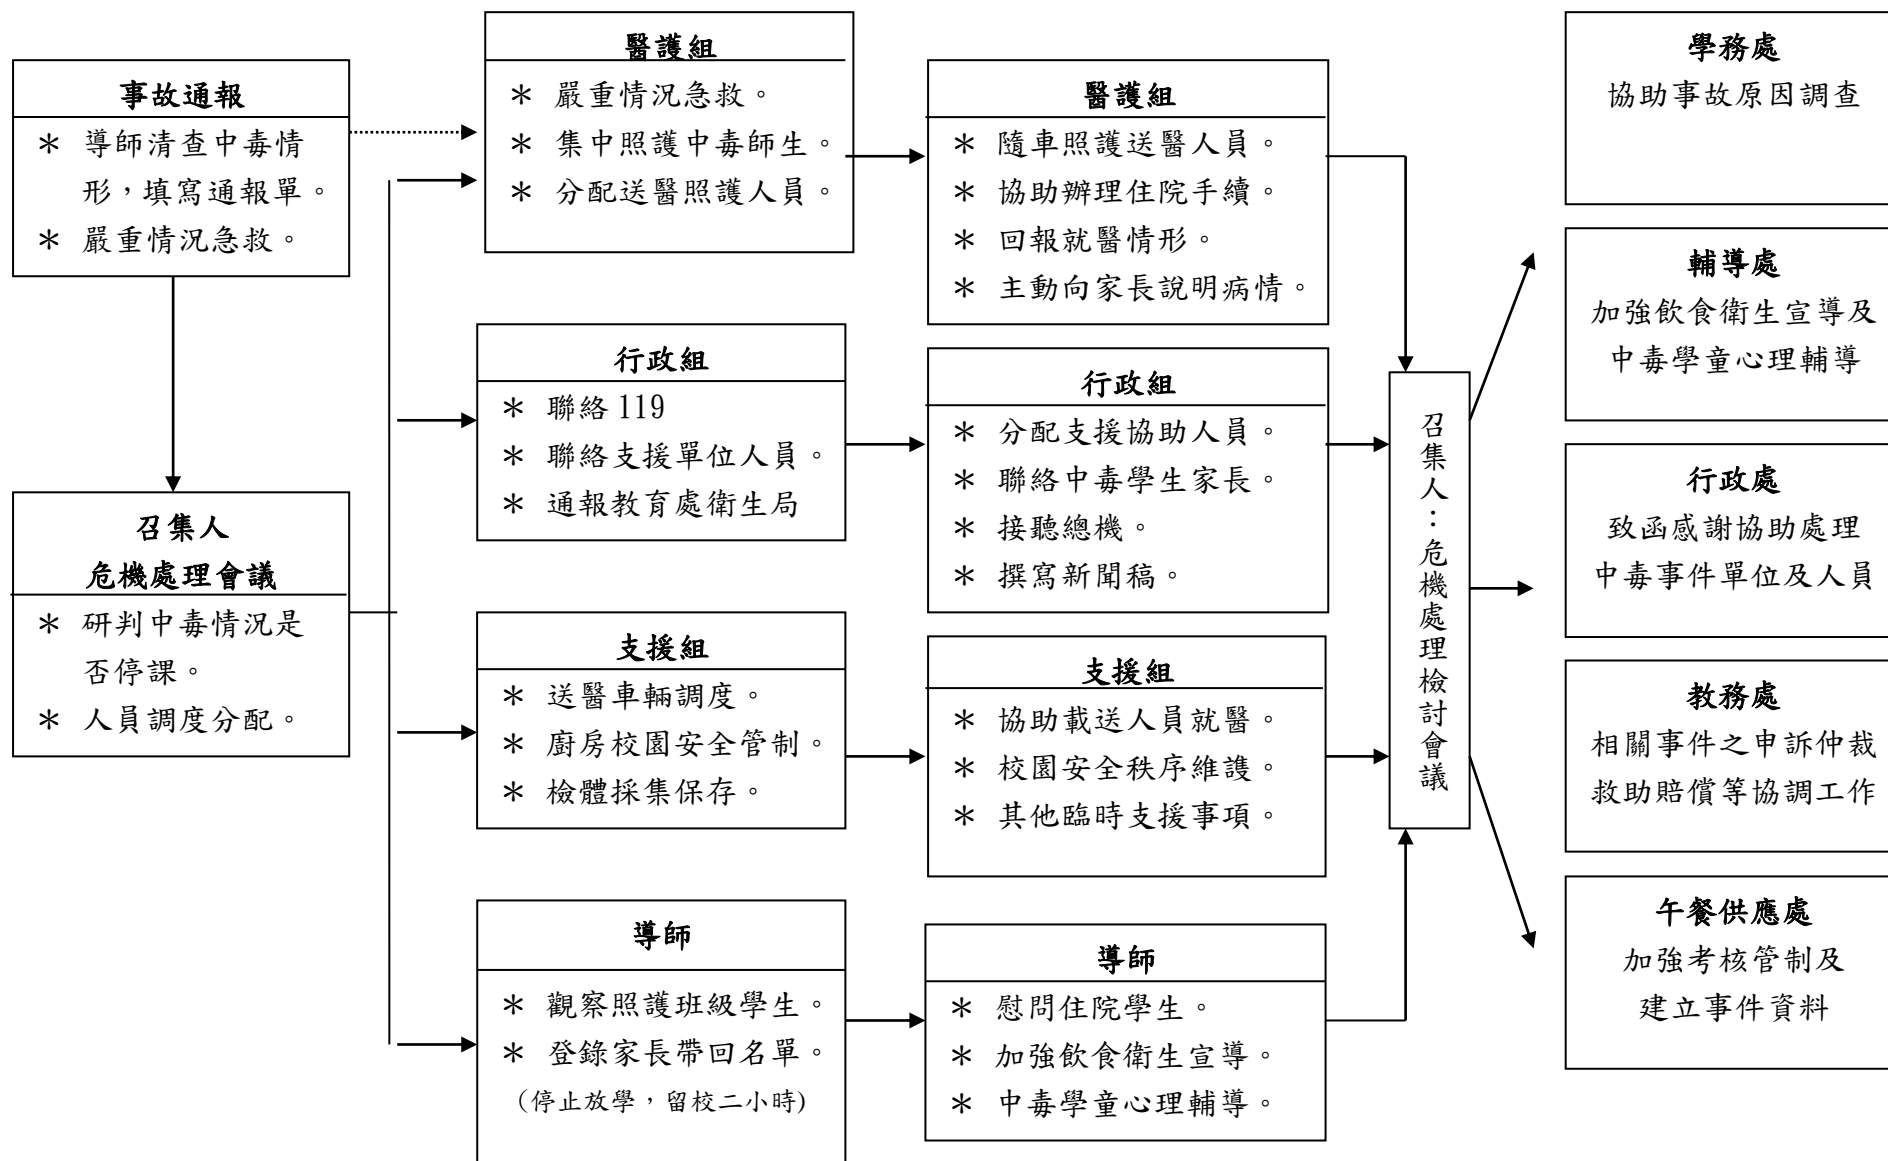 事故通報
＊ 導師清查中毒情
形，填寫通報單。
＊ 嚴重情況急救。
召集人
危機處理會議
＊ 研判中毒情況是
否停課。
＊ 人員調度分配。
醫護組
＊ 嚴重情況急救。
＊ 集中照護中毒師生。
＊ 分配送醫照護人員。
行政組
＊ 聯絡 119
＊ 聯絡支援單位人員。
＊ 通報教育處衛生局
支援組
＊ 送醫車輛調度。
＊ 廚房校園安全管制。
＊ 檢體採集保存。
導師
＊ 觀察照護班級學生。
＊ 登錄家長帶回名單。
(停止放學，留校二小時)
醫護組
＊ 隨車照護送醫人員。
＊ 協助辦理住院手續。
＊ 回報就醫情形。
＊ 主動向家長說明病情。
行政組
＊ 分配支援協助人員。
＊ 聯絡中毒學生家長。
＊ 接聽總機。
＊ 撰寫新聞稿。
支援組
＊ 協助載送人員就醫。
＊ 校園安全秩序維謢。
＊ 其他臨時支援事項。
導師
＊ 慰問住院學生。
＊ 加強飲食衛生宣導。
＊ 中毒學童心理輔導。
召集人：危機處理檢討會議
學務處
協助事故原因調查
輔導處
加強飲食衛生宣導及
中毒學童心理輔導
行政處
致函感謝協助處理
中毒事件單位及人員
教務處
相關事件之申訴仲裁
救助賠償等協調工作
午餐供應處
加強考核管制及
建立事件資料